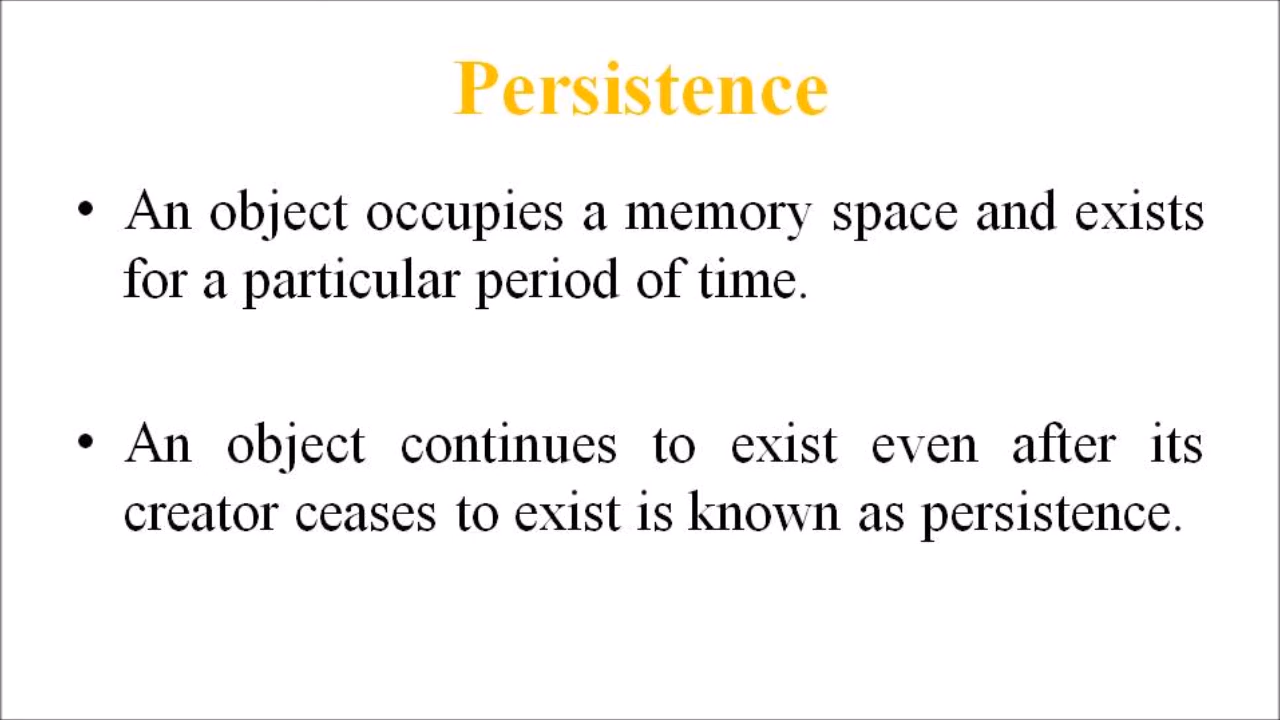 Persistence
• An object occupies a memory space and exists
for a particular period of time.
• An object continues to exist even after its
creator ceases to exist is known as persistence.